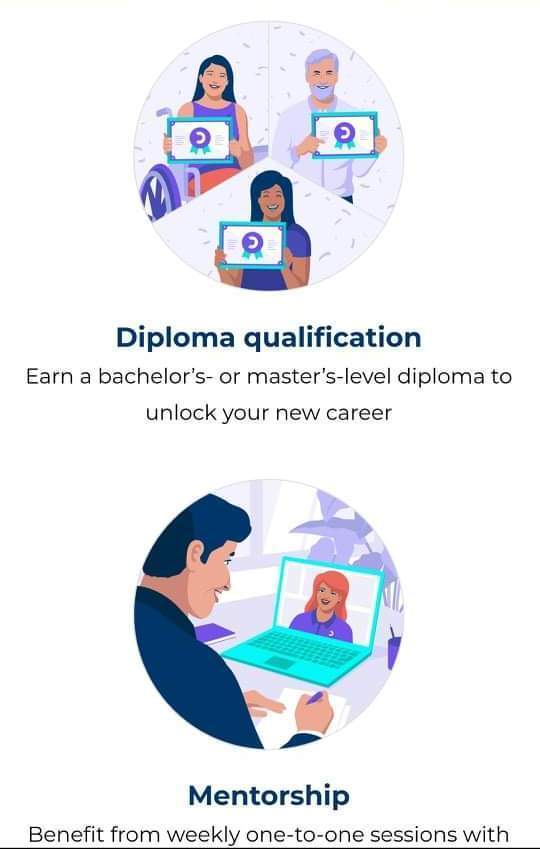 Diploma qualification
Earn a bachelor's- or master's-level diploma to
unlock your new career
Mentorship
Benefit from weekly one-to-one sessions with